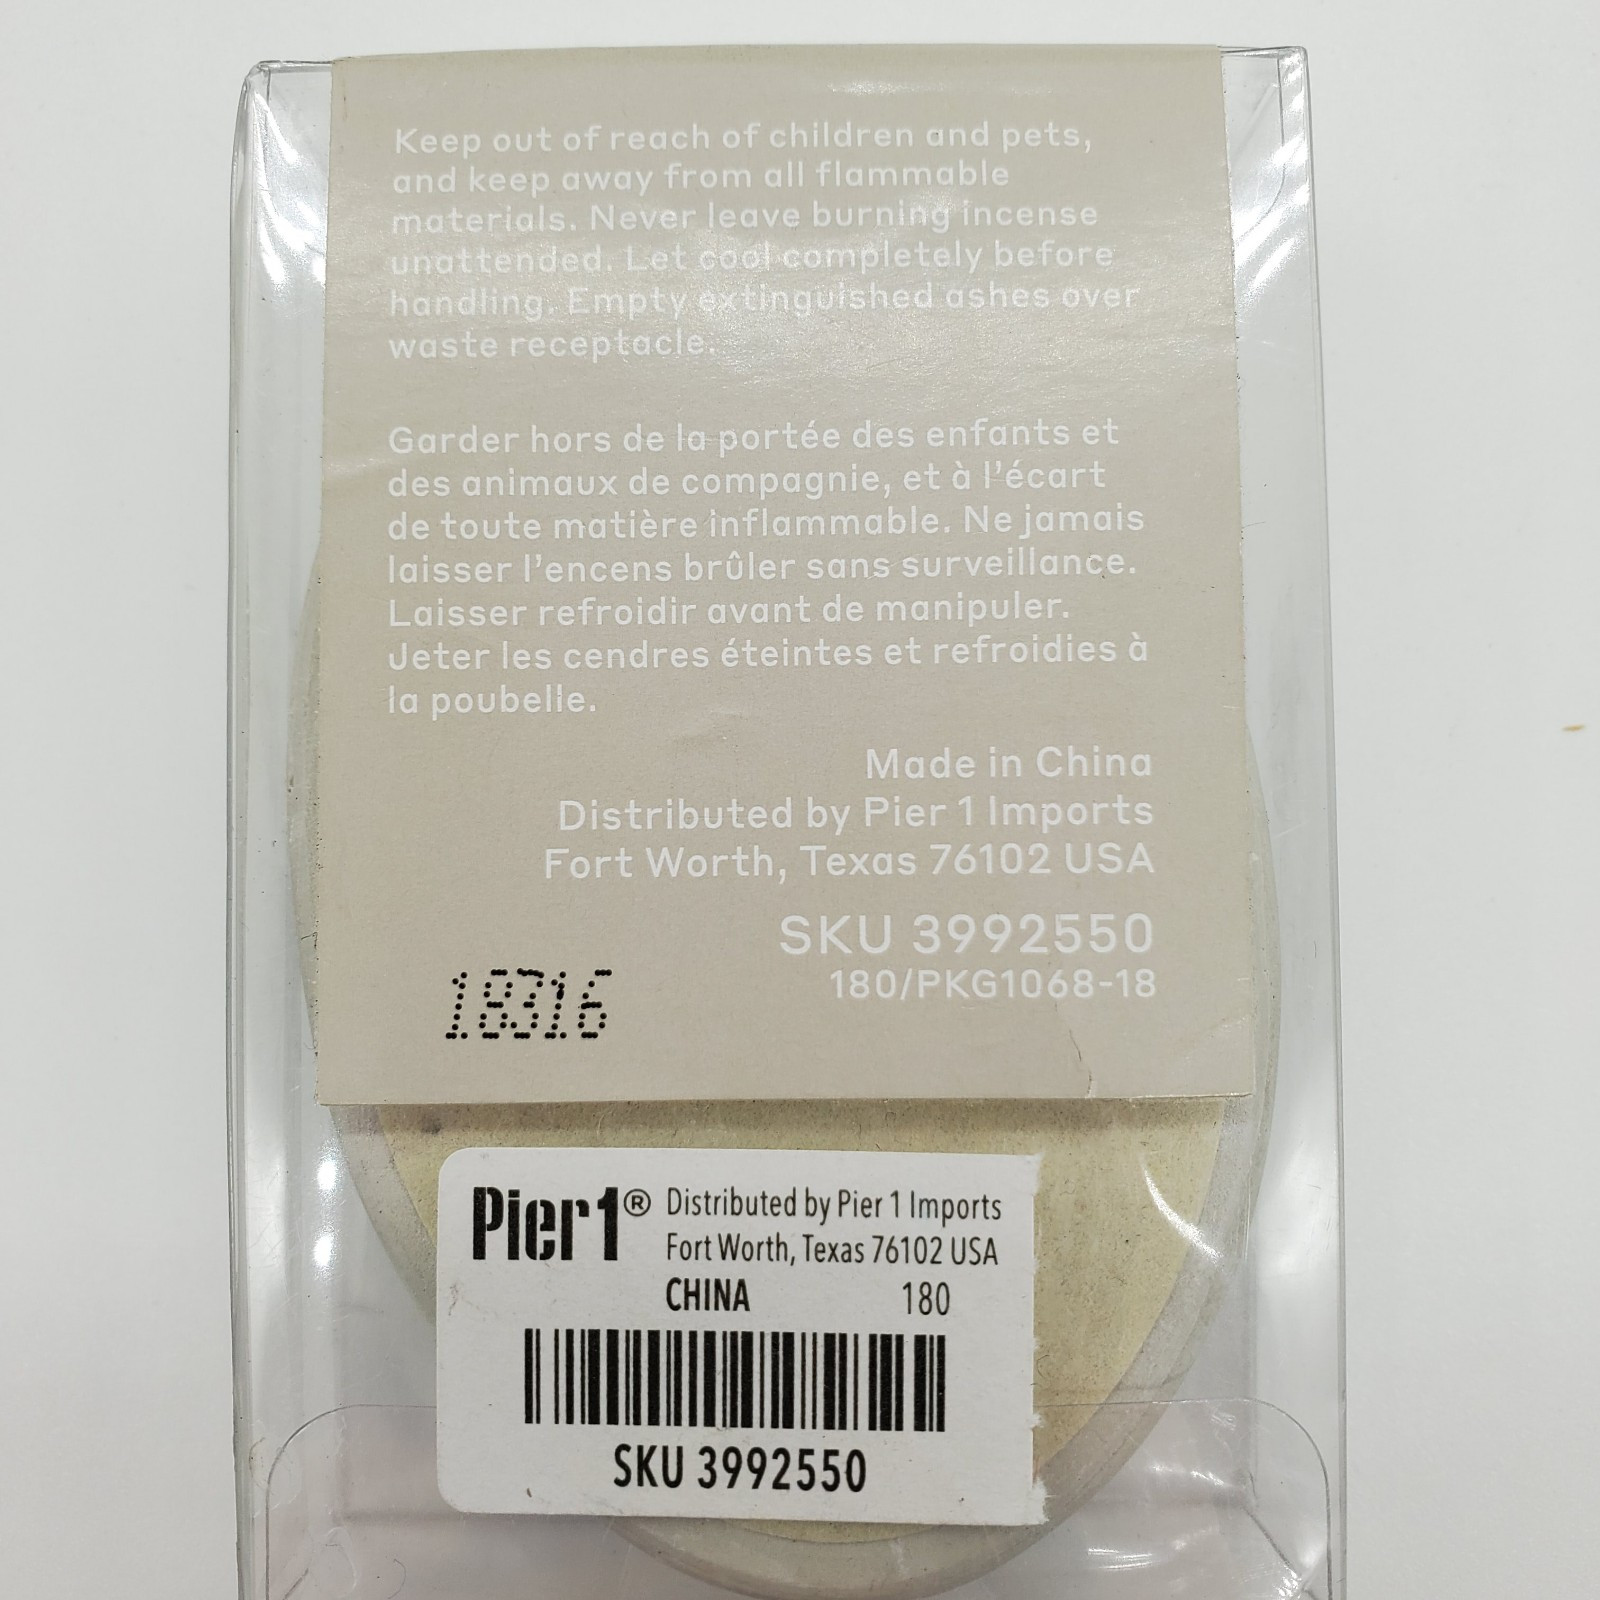 Keep out of reach of children and pets,
and keep away from all flammable
materials. Never leave burning incense
unattended. Let cool completely before
handling. Empty extinguished ashes over
waste receptacle.
Garder hors de la portée des enfants et
des animaux de compagnie, et à l'écart
de toute matière inflammable. Ne jamais
laisser l'encens brûler sans surveillance.
Laisser refroidir avant de manipuler.
Jeter les cendres éteintes et refroidies à
la poubelle.
Made in China
Distributed by Pier 1 Imports
Fort Worth, Texas 76102 USA
SKU 3992550
180/PKG1068-18
18316
Pier1® Distributed by Pier 1 Imports
Fort Worth, Texas 76102 USA
CHINA 180
SKU 3992550